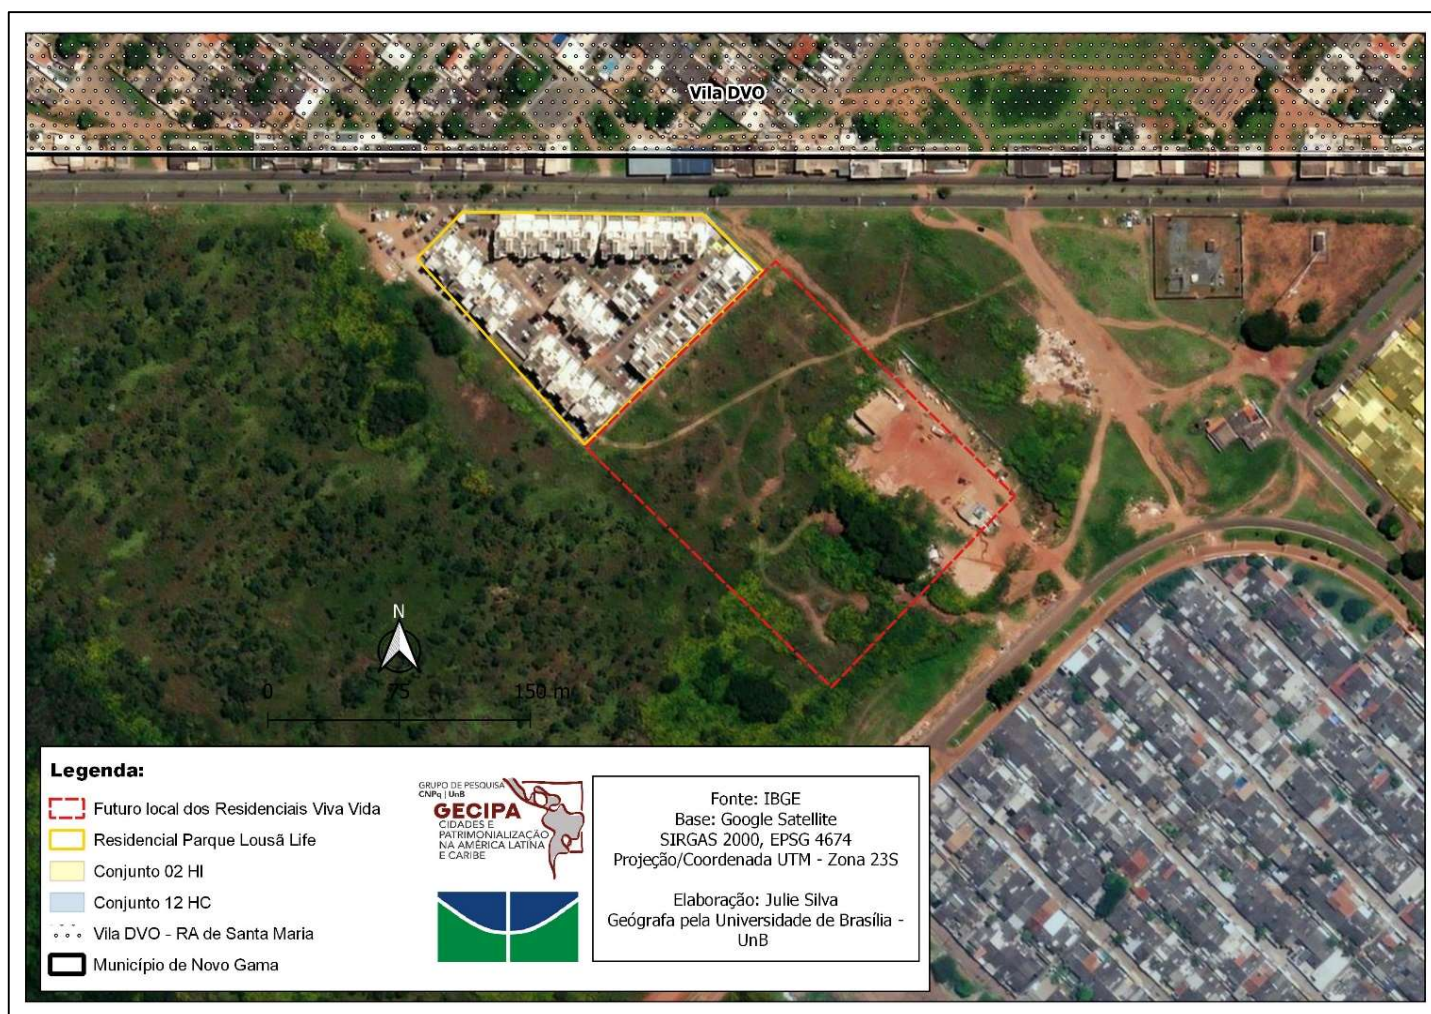 Vila DVO
N
0 75 150 m
Legenda:
Futuro local dos Residenciais Viva Vida
Residencial Parque Lousã Life
Conjunto 02 HI
Conjunto 12 HC
Vila DVO - RA de Santa Maria
Município de Novo Gama
GRUPO DE PESQUISA
CNPq | UnB
GECIPA
CIDADES E
PATRIMONIALIZAÇÃO
NA AMÉRICA LATINA
E CARIBE
Fonte: IBGE
Base: Google Satellite
SIRGAS 2000, EPSG 4674
Projeção/Coordenada UTM - Zona 23S
Elaboração: Julie Silva
Geógrafa pela Universidade de Brasília -
UnB